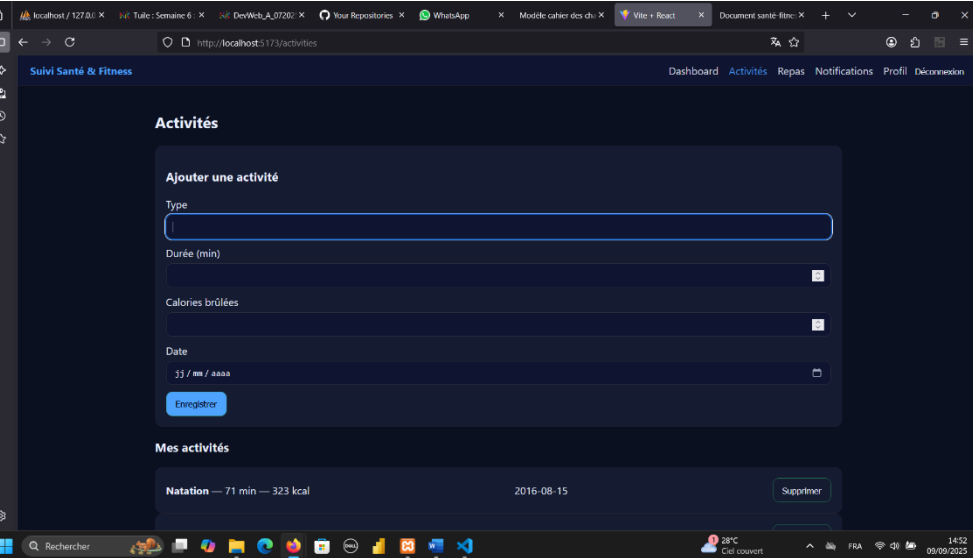 localhost / 127.0.0
Tuile : Semaine 6 :
DevWeb_A_07202
Your Repositories
WhatsApp
Modèle cahier des cha
Vite + React
Document santé-fitne
http://localhost:5173/activities
Suivi Santé & Fitness
Dashboard Activités Repas Notifications Profil Déconnexion
Activités
Ajouter une activité
Type
Durée (min)
Calories brûlées
Date
jj / mm / aaaa
Enregistrer
Mes activités
Natation — 71 min — 323 kcal 2016-08-15 Supprimer
Rechercher
1
28°C
Ciel couvert
FRA
14:52
09/09/2025